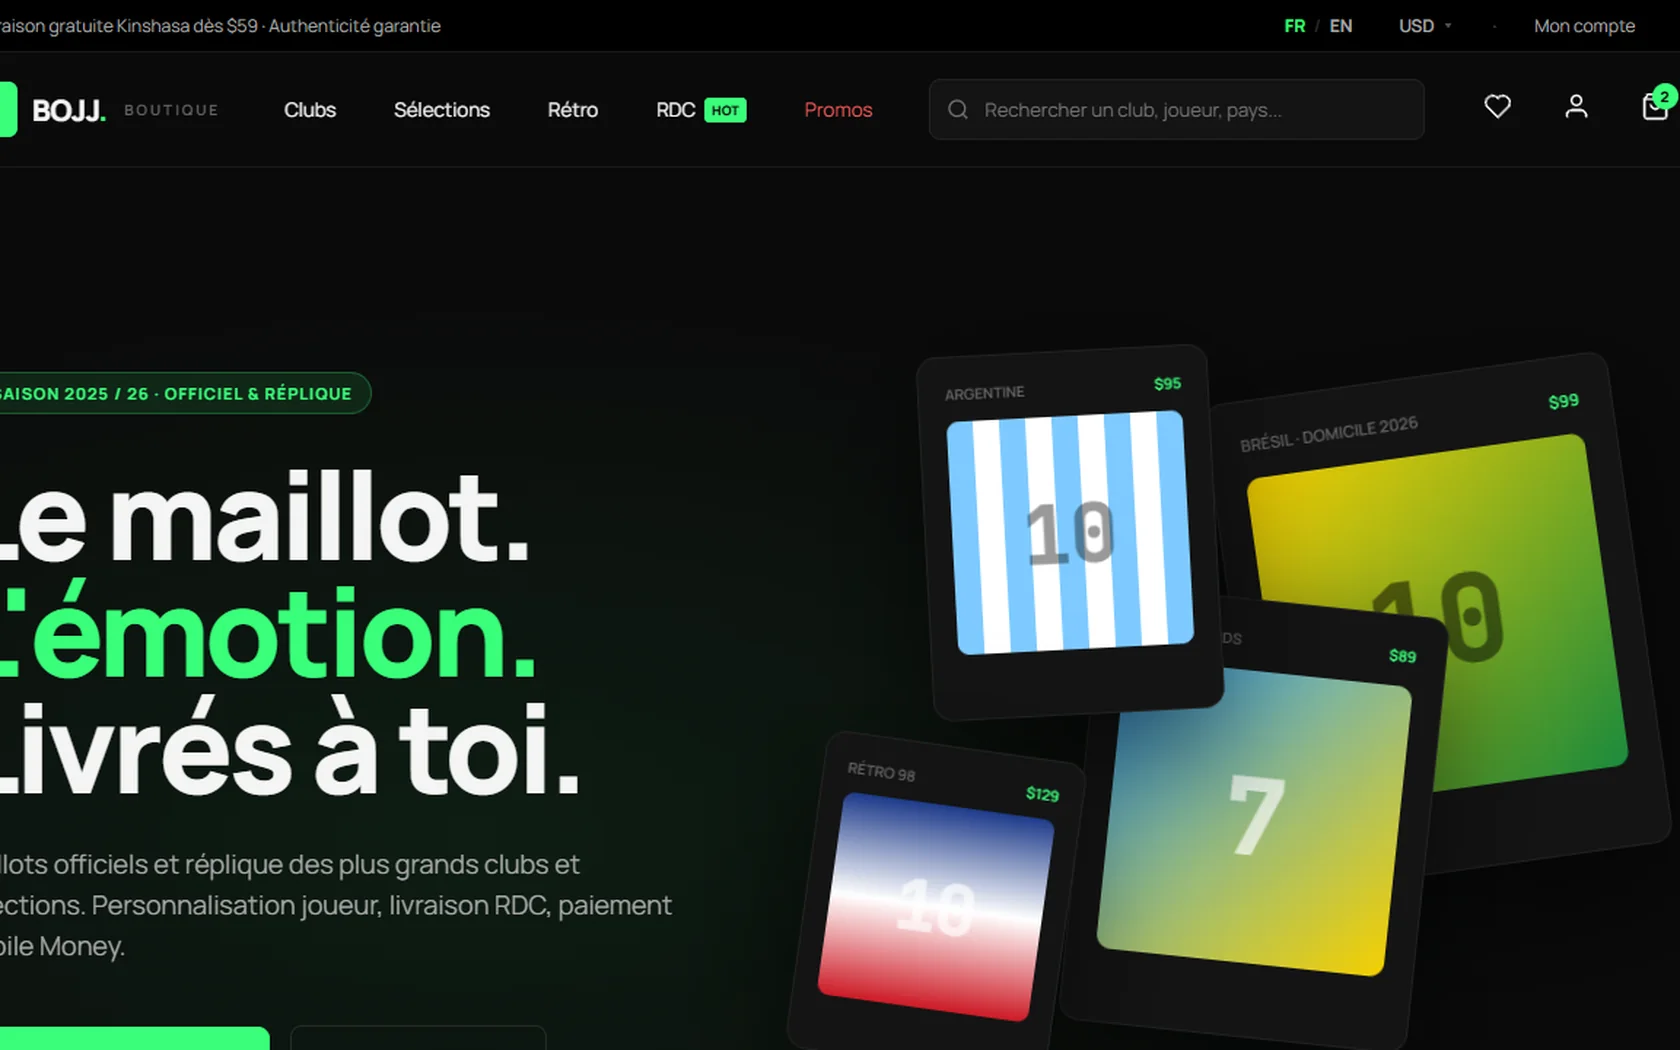 raison gratuite Kinshasa dès $59 · Authenticité garantie
FR / EN
USD
Mon compte
BOJJ. BOUTIQUE
Clubs
Sélections
Rétro
RDC HOT
Promos
Rechercher un club, joueur, pays...
2
SAISON 2025 / 26 · OFFICIEL & RÉPLIQUE
Le maillot.
L'émotion.
Livrés à toi.
llots officiels et réplique des plus grands clubs et
ections. Personnalisation joueur, livraison RDC, paiement
bile Money.
ARGENTINE $95
10
BRÉSIL · DOMICILE 2026 $99
10
DS $89
7
RÉTRO 98 $129
10